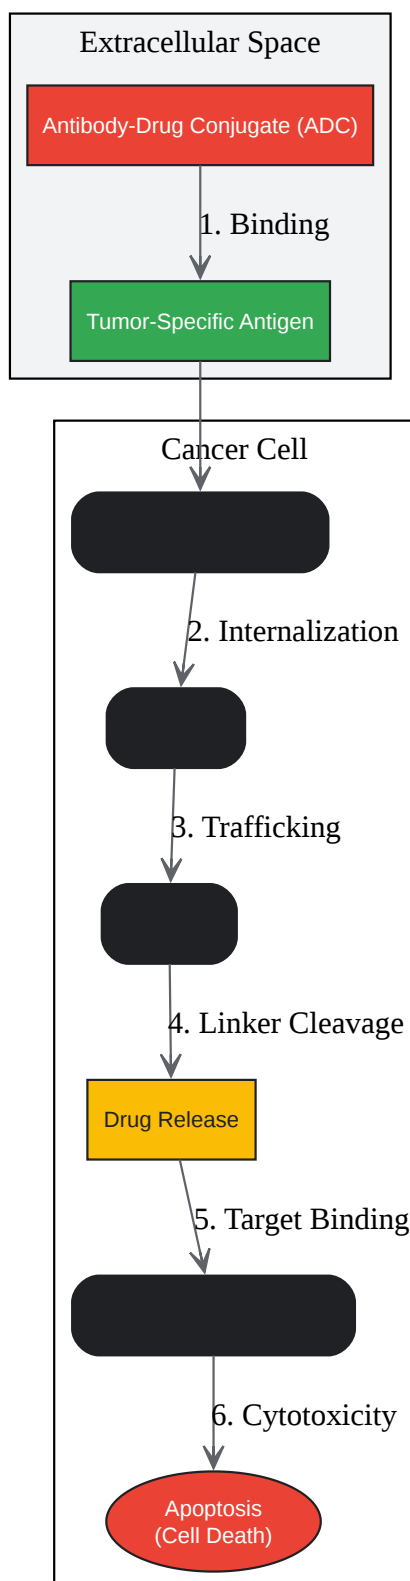 Extracellular Space
Antibody-Drug Conjugate (ADC)
1. Binding
Tumor-Specific Antigen
Cancer Cell
2. Internalization
3. Trafficking
4. Linker Cleavage
Drug Release
5. Target Binding
6. Cytotoxicity
Apoptosis
(Cell Death)